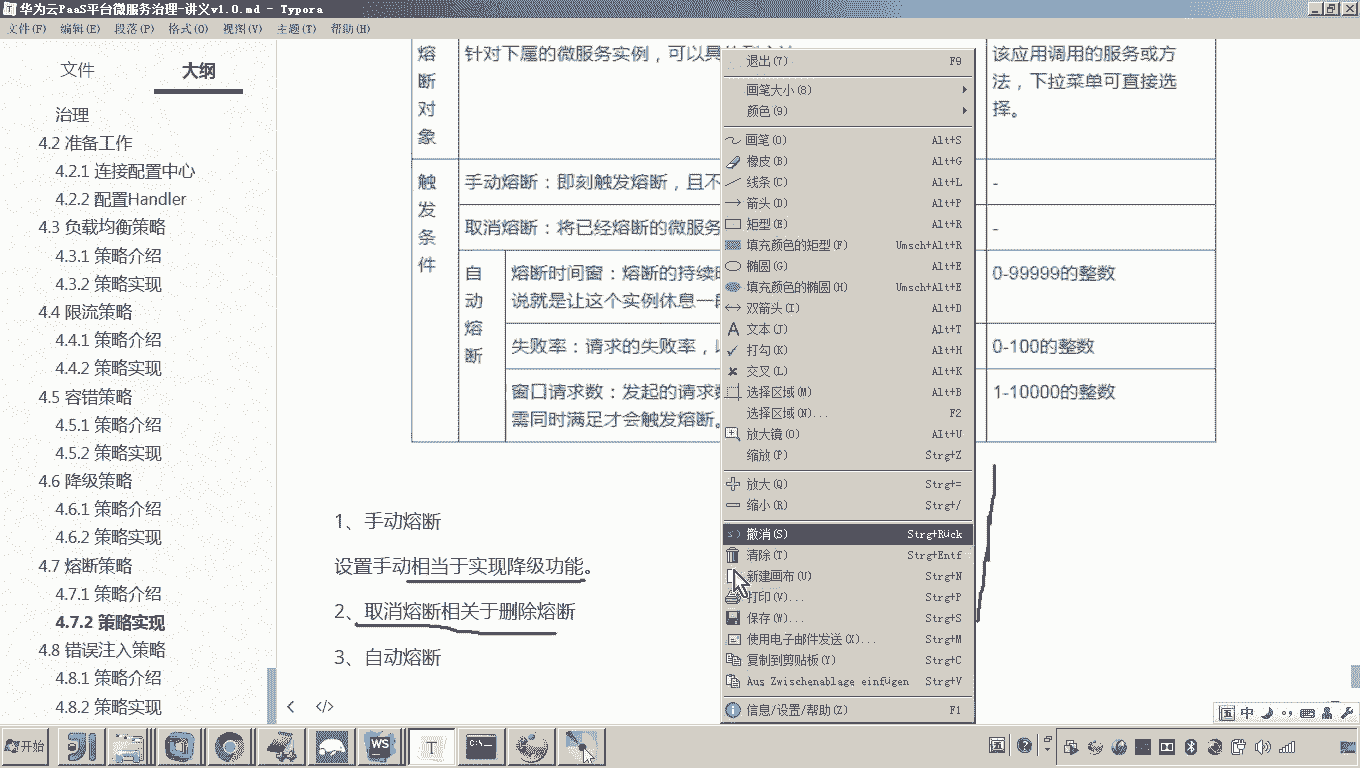 华为云PaaS平台微服务治理-讲义v1.0.md - Typora
文件(F) 编辑(E) 段落(P) 格式(O) 视图(V) 主题(T) 帮助(H)
文件 大纲
治理
4.2 准备工作
4.2.1 连接配置中心
4.2.2 配置Handler
4.3 负载均衡策略
4.3.1 策略介绍
4.3.2 策略实现
4.4 限流策略
4.4.1 策略介绍
4.4.2 策略实现
4.5 容错策略
4.5.1 策略介绍
4.5.2 策略实现
4.6 降级策略
4.6.1 策略介绍
4.6.2 策略实现
4.7 熔断策略
4.7.1 策略介绍
4.7.2 策略实现
4.8 错误注入策略
4.8.1 策略介绍
4.8.2 策略实现
熔
断
对
象
针对下属的微服务实例，可以具
该应用调用的服务或方
法，下拉菜单可直接选
择。
触
发
条
件
手动熔断：即刻触发熔断，且不
-
取消熔断：将已经熔断的微服务
-
自
动
熔
断
熔断时间窗：熔断的持续
说就是让这个实例休息一
0-99999的整数
失败率：请求的失败率，
0-100的整数
窗口请求数：发起的请求
需同时满足才会触发熔断。
1-10000的整数
1、手动熔断
设置手动相当于实现降级功能。
2、取消熔断相关于删除熔断
3、自动熔断
</>
退出(7) F9
画笔大小(8)
颜色(9)
画笔(0) Alt+S
橡皮(B) Alt+G
线条(C) Alt+L
箭头(D) Alt+P
矩型(E) Alt+R
填充颜色的矩型(F) Umsch+Alt+R
椭圆(G) Alt+E
填充颜色的椭圆(H) Umsch+Alt+E
双箭头(I) Alt+D
A 文本(J) Alt+T
打勾(K) Alt+H
交叉(L) Alt+K
选择区域(M) Alt+B
选择区域(N)... F2
放大镜(O) Alt+U
缩放(P) Strg+Z
放大(Q) Strg+=
缩小(R) Strg+/
撤消(S) Strg+Rück
清除(T) Strg+Entf
新建画布(U) Strg+N
打印(V)... Strg+P
保存(W)... Strg+S
使用电子邮件发送(X)... Strg+M
复制到剪贴板(Y) Strg+C
Aus Zwischenablage einfügen Strg+V
信息/设置/帮助(Z) F1
中
开始
WS
T